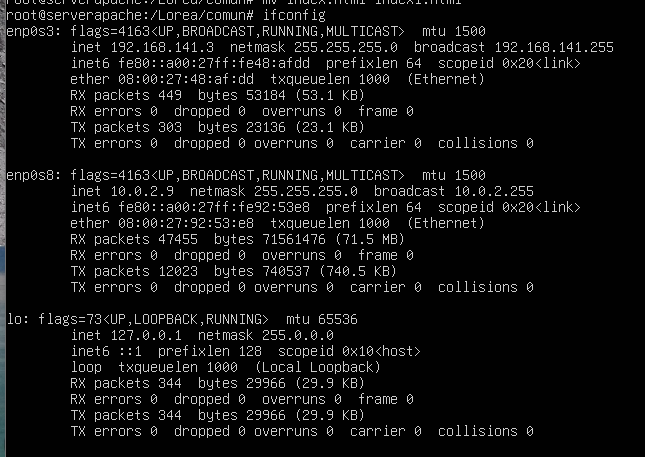 root@serverapache:/Lorea/comun# mv index.html index1.html
root@serverapache:/Lorea/comun# ifconfig
enp0s3: flags=4163<UP,BROADCAST,RUNNING,MULTICAST>  mtu 1500
        inet 192.168.141.3  netmask 255.255.255.0  broadcast 192.168.141.255
        inet6 fe80::a00:27ff:fe48:afdd  prefixlen 64  scopeid 0x20<link>
        ether 08:00:27:48:af:dd  txqueuelen 1000  (Ethernet)
        RX packets 449  bytes 53184 (53.1 KB)
        RX errors 0  dropped 0  overruns 0  frame 0
        TX packets 303  bytes 23136 (23.1 KB)
        TX errors 0  dropped 0 overruns 0  carrier 0  collisions 0

enp0s8: flags=4163<UP,BROADCAST,RUNNING,MULTICAST>  mtu 1500
        inet 10.0.2.9  netmask 255.255.255.0  broadcast 10.0.2.255
        inet6 fe80::a00:27ff:fe92:53e8  prefixlen 64  scopeid 0x20<link>
        ether 08:00:27:92:53:e8  txqueuelen 1000  (Ethernet)
        RX packets 47455  bytes 71561476 (71.5 MB)
        RX errors 0  dropped 0  overruns 0  frame 0
        TX packets 12023  bytes 740537 (740.5 KB)
        TX errors 0  dropped 0 overruns 0  carrier 0  collisions 0

lo: flags=73<UP,LOOPBACK,RUNNING>  mtu 65536
        inet 127.0.0.1  netmask 255.0.0.0
        inet6 ::1  prefixlen 128  scopeid 0x10<host>
        loop  txqueuelen 1000  (Local Loopback)
        RX packets 344  bytes 29966 (29.9 KB)
        RX errors 0  dropped 0  overruns 0  frame 0
        TX packets 344  bytes 29966 (29.9 KB)
        TX errors 0  dropped 0 overruns 0  carrier 0  collisions 0